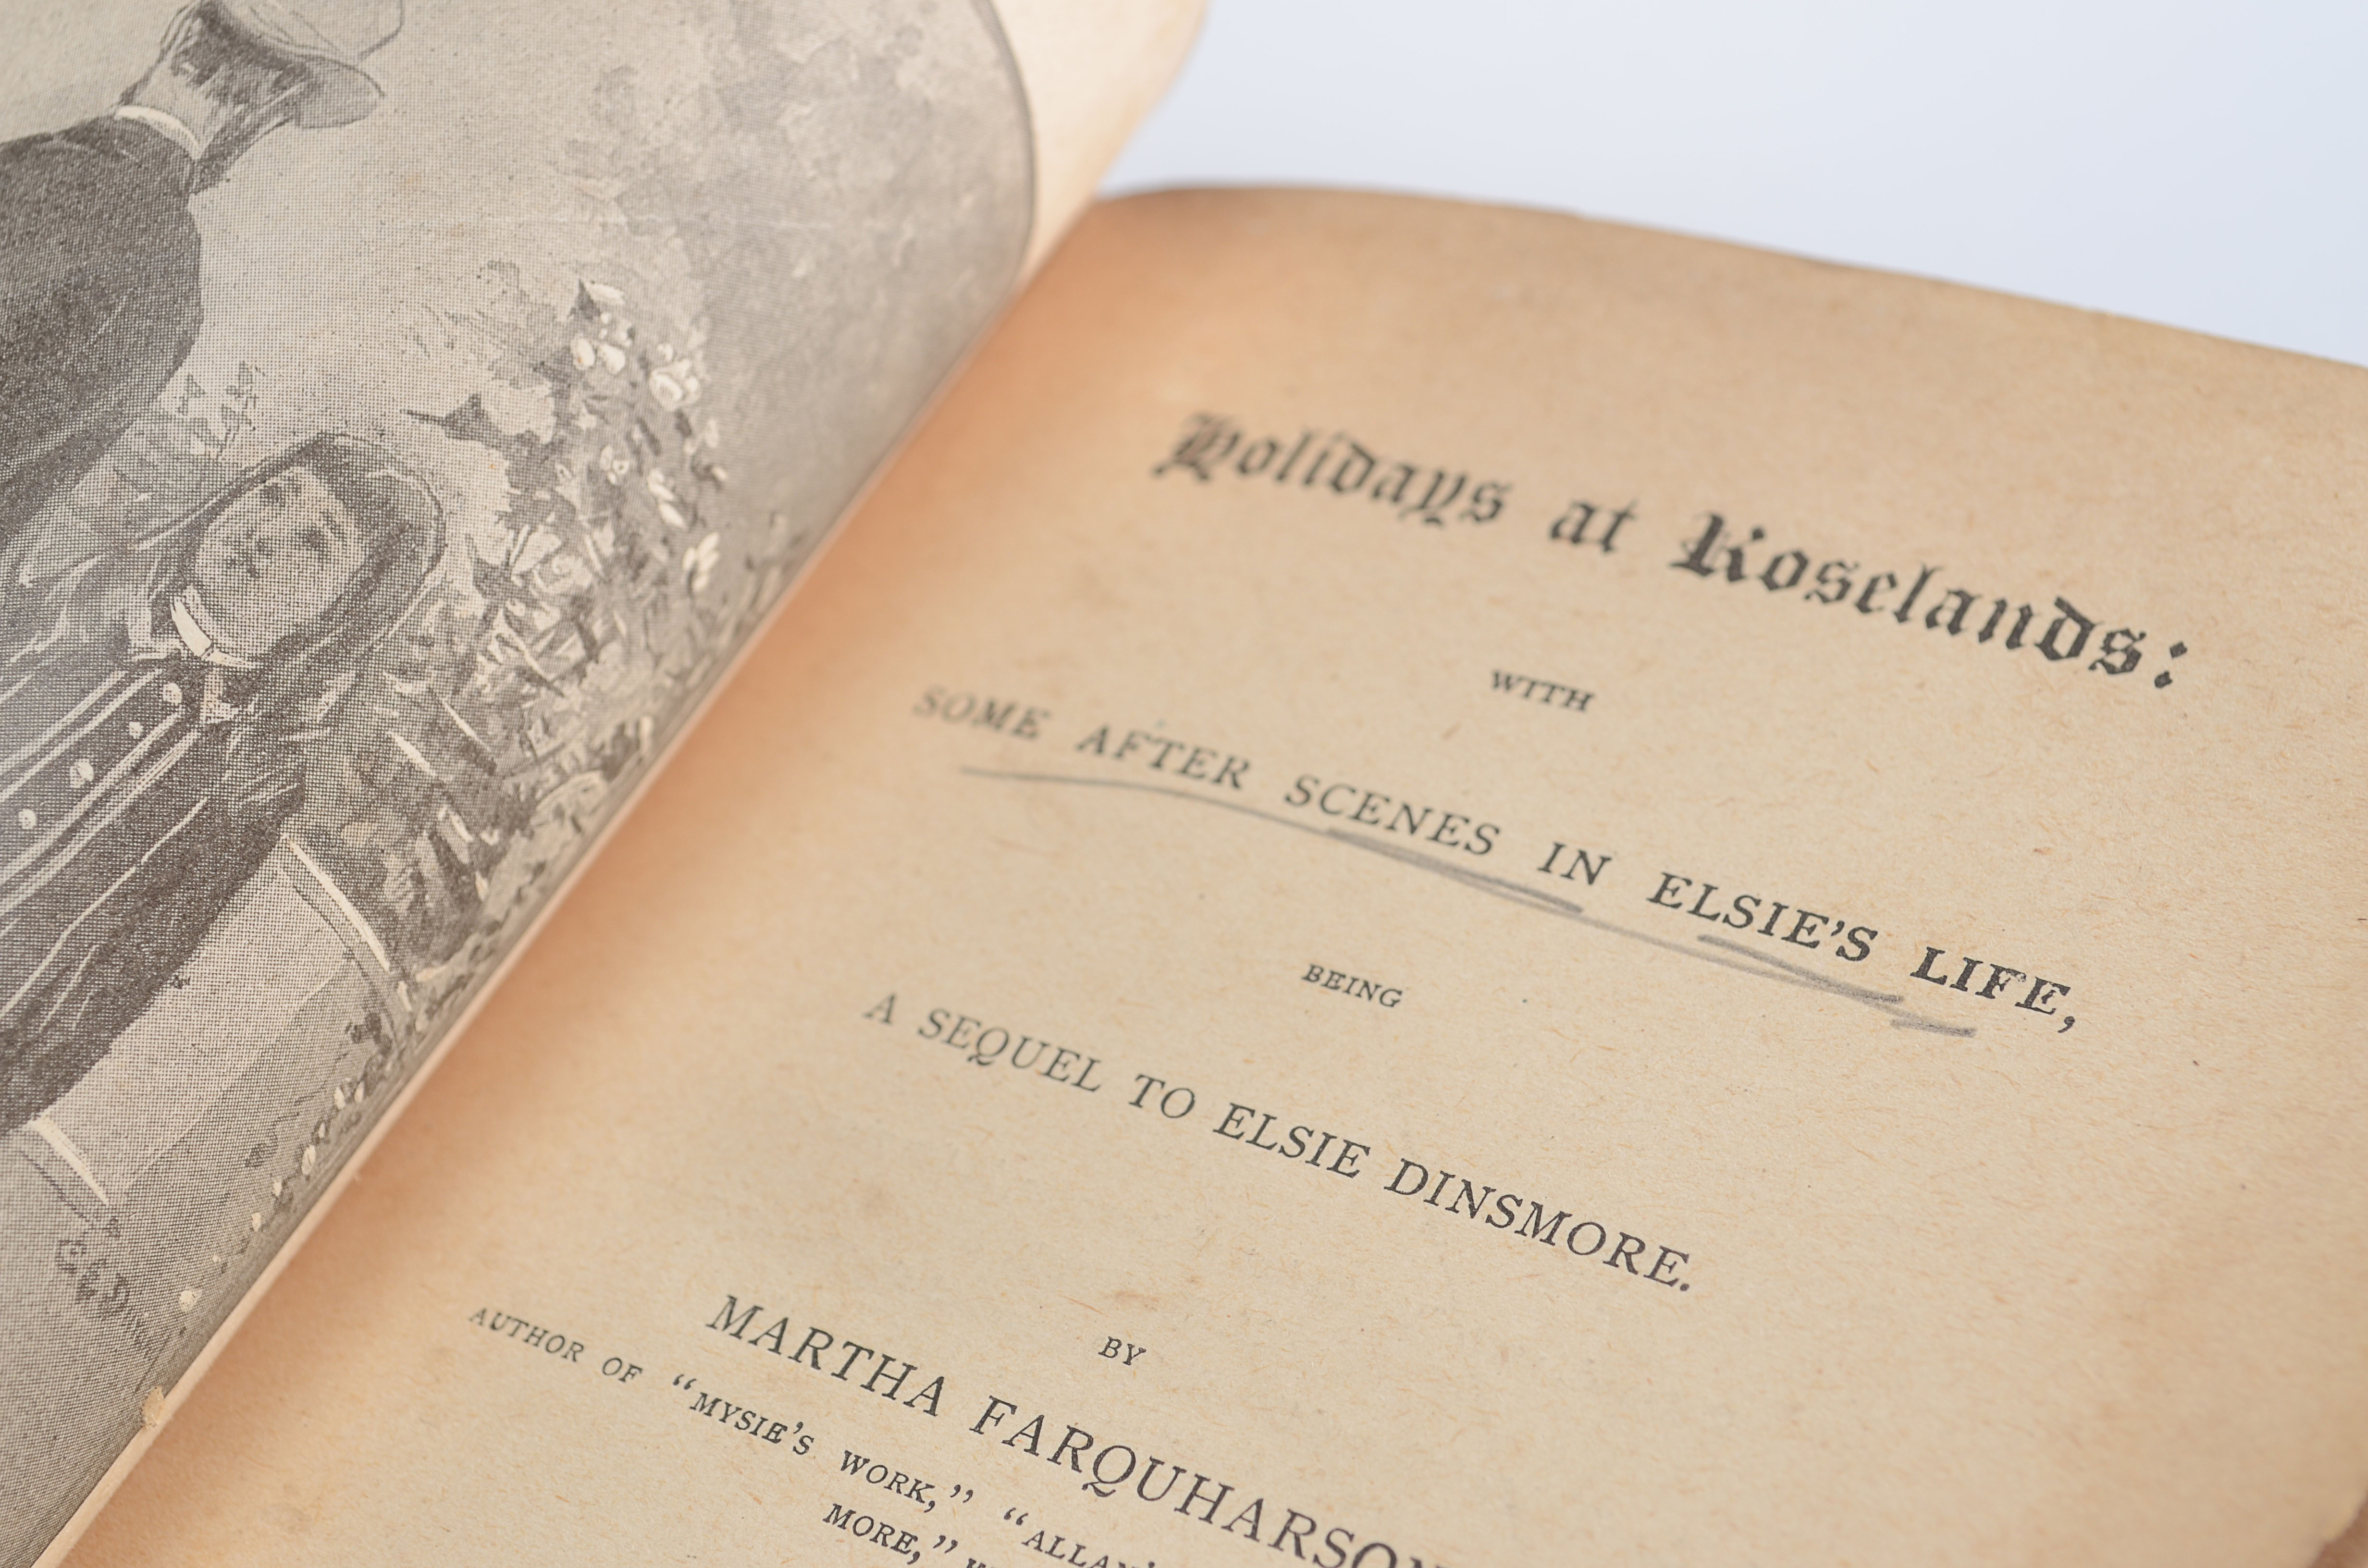 Holidays at Roselands:
WITH
SOME AFTER SCENES IN ELSIE'S LIFE,
BEING
A SEQUEL TO ELSIE DINSMORE.
BY
MARTHA FARQUHARSON
AUTHOR OF "MYSIE'S WORK," "ALLAN'
MORE,"